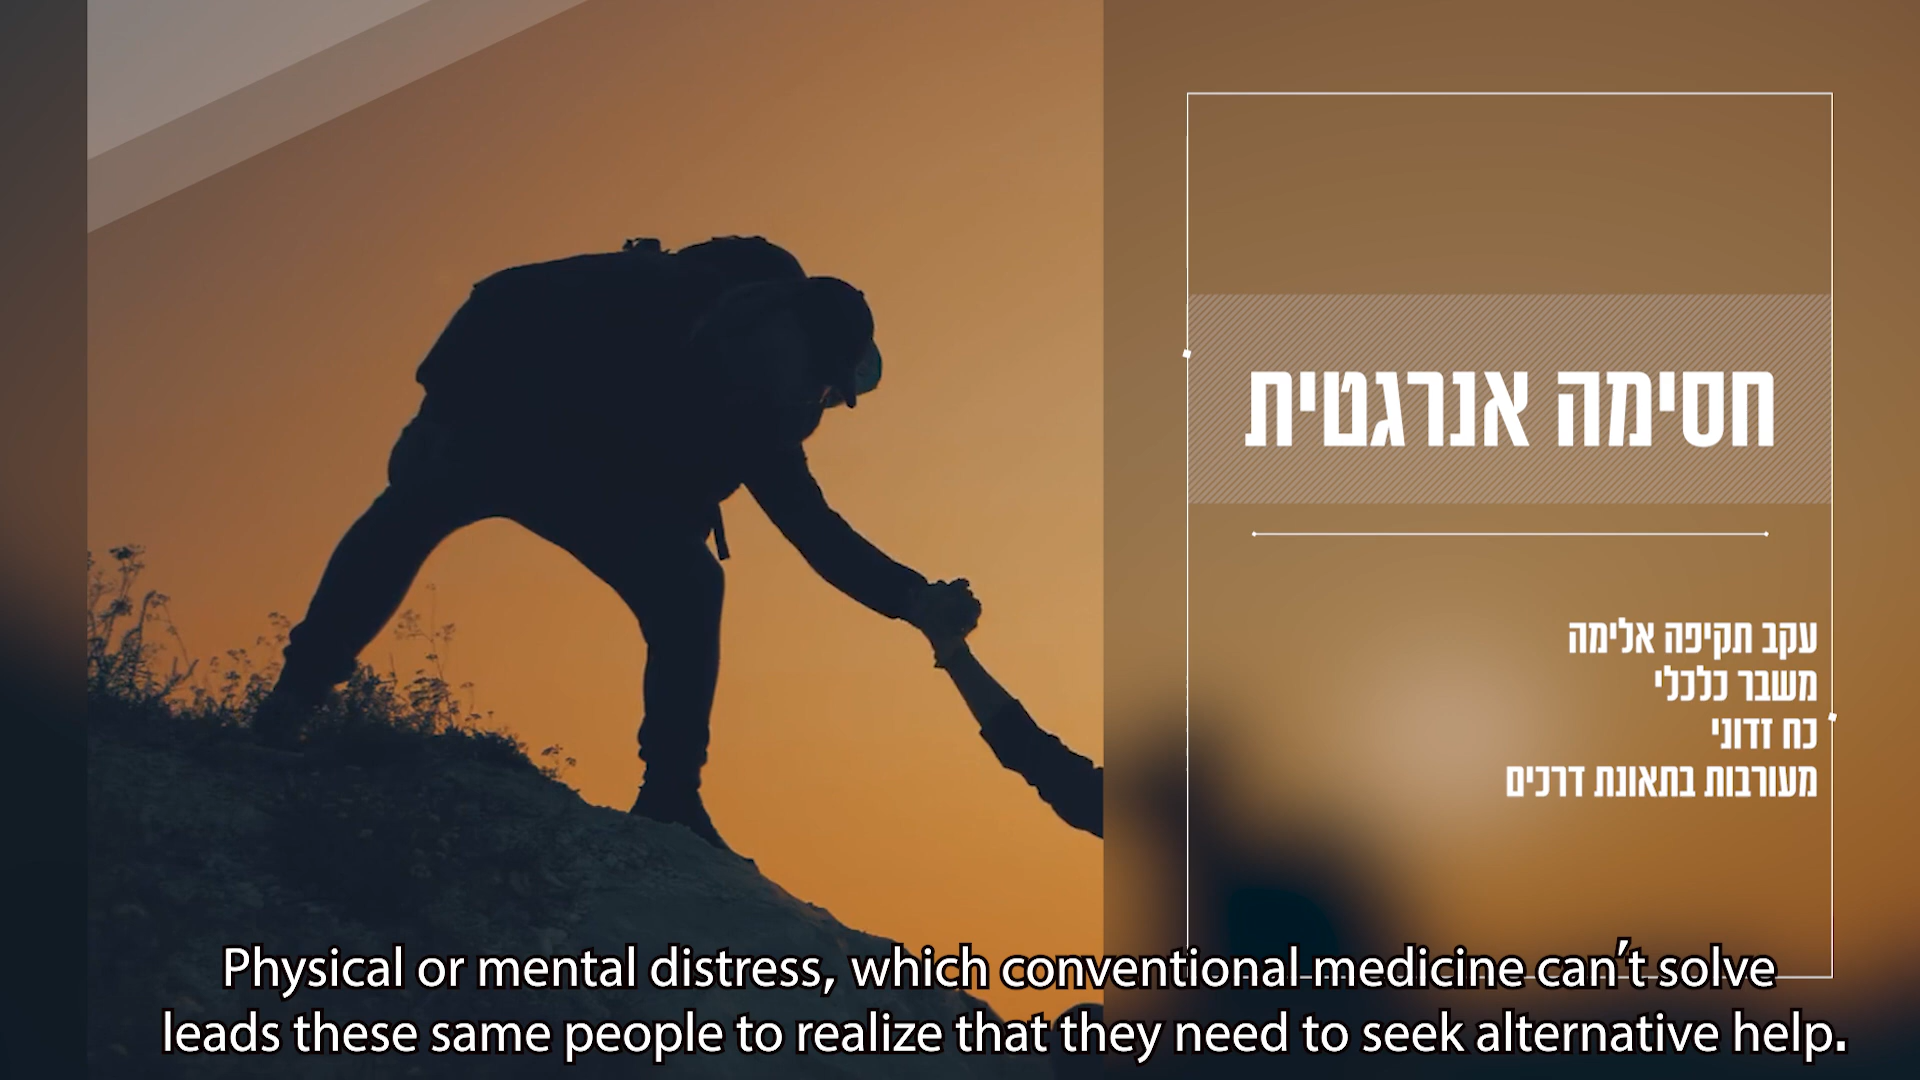 חסימה אנרגטית
עקב תקיפה אלימה
משבר כלכלי
כח זדוני
מעורבות בתאונת דרכים
Physical or mental distress, which conventional medicine can't solve
leads these same people to realize that they need to seek alternative help.